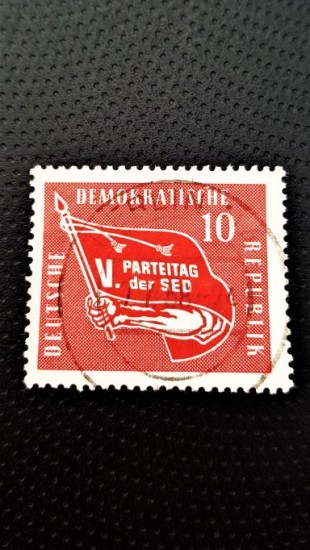 DEUTSCHE
DEMOKRATISCHE
REPUBLIK
10
V. PARTEITAG
der SED